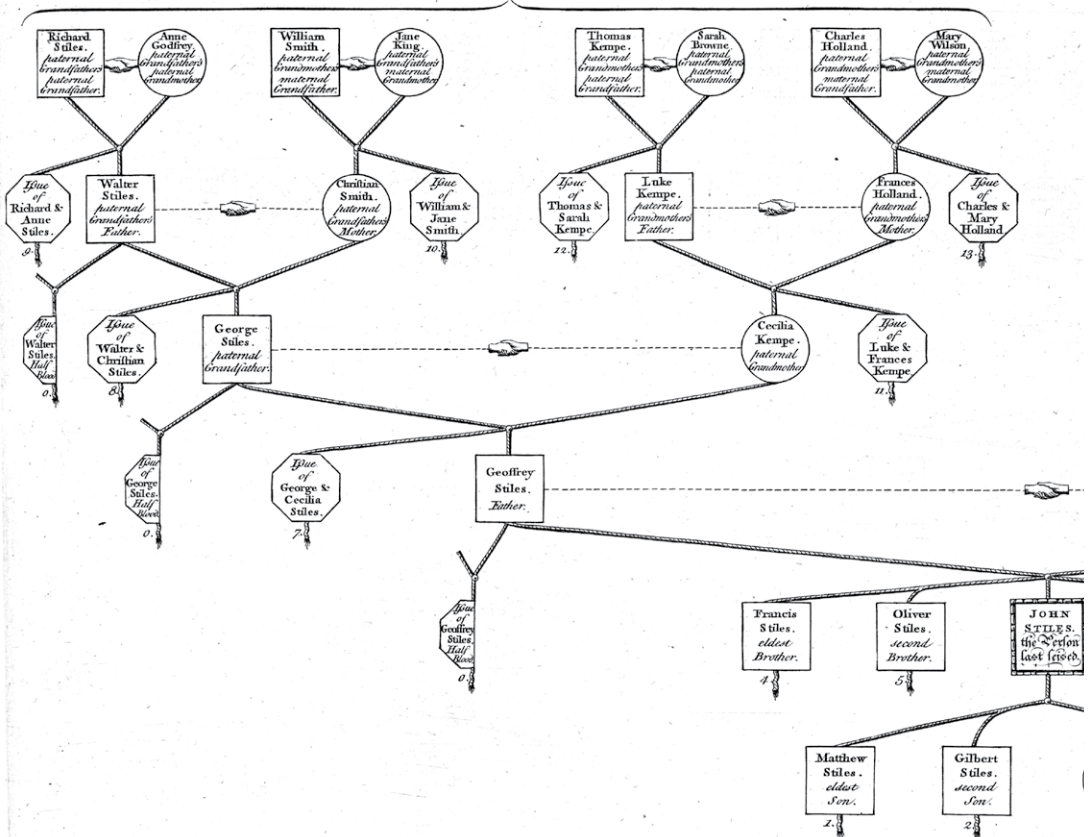 Richard
Stiles.
paternal
Grandfather's
paternal
Grandfather.
Anne
Godfrey.
paternal
Grandfather's
paternal
Grandmother.
William
Smith.
paternal
Grandmother's
maternal
Grandfather.
Jane
King.
paternal
Grandfather's
maternal
Grandmother.
Thomas
Kempe.
paternal
Grandmother's
paternal
Grandfather.
Sarah
Browne.
paternal
Grandmother's
paternal
Grandmother.
Charles
Holland.
paternal
Grandmother's
maternal
Grandfather.
Mary
Wilson.
paternal
Grandmother's
maternal
Grandmother.
Iſsue
of
Richard &
Anne
Stiles.
9.
Walter
Stiles.
paternal
Grandfather's
Father.
Chriſtian
Smith.
paternal
Grandfather's
Mother.
Iſsue
of
William &
Jane
Smith.
10.
Iſsue
of
Thomas &
Sarah
Kempe.
12.
Luke
Kempe.
paternal
Grandmother's
Father.
Frances
Holland.
paternal
Grandmother's
Mother.
Iſsue
of
Charles &
Mary
Holland
13.
Iſsue
of
Walter
Stiles.
Half
Blood.
0.
Iſsue
of
Walter &
Chriſtian
Stiles.
8.
George
Stiles.
paternal
Grandfather.
Cecilia
Kempe.
paternal
Grandmother
Iſsue
of
Luke &
Frances
Kempe
11.
Iſsue
of
George
Stiles.
Half
Blood.
0.
Iſsue
of
George &
Cecilia
Stiles.
7.
Geoffrey
Stiles.
Father.
Iſsue
of
Geoffrey
Stiles.
Half
Blood.
0.
Francis
Stiles.
eldest
Brother.
4.
Oliver
Stiles.
second
Brother.
5.
JOHN
STILES.
the Perſon
laſt ſeised.
Matthew
Stiles.
eldest
Son.
1.
Gilbert
Stiles.
second
Son.
2.